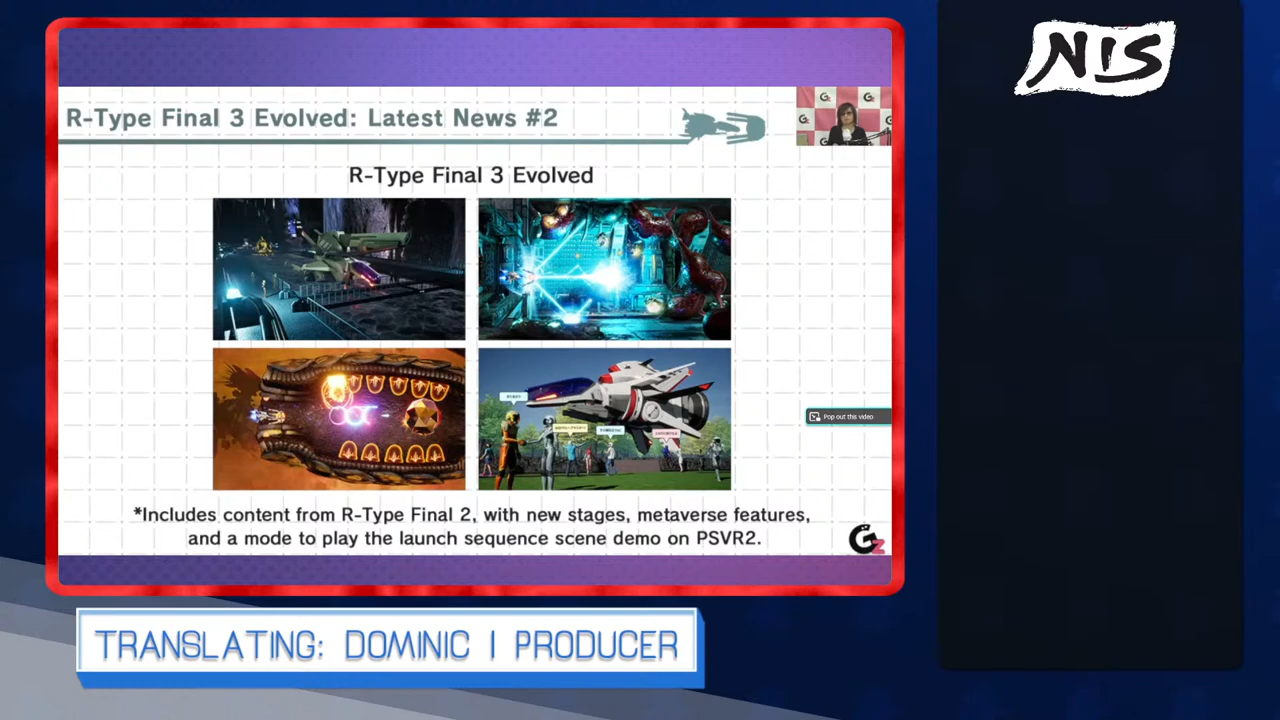 NIS
R-Type Final 3 Evolved: Latest News #2
R-Type Final 3 Evolved
Pop out this video
*Includes content from R-Type Final 2, with new stages, metaverse features,
and a mode to play the launch sequence scene demo on PSVR2.
TRANSLATING: DOMINIC | PRODUCER